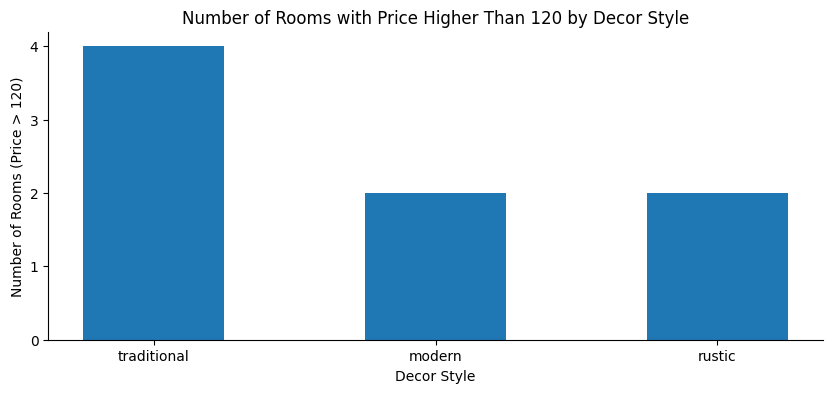 Number of Rooms with Price Higher Than 120 by Decor Style
Number of Rooms (Price > 120)
4
3
2
1
0
traditional modern rustic
Decor Style